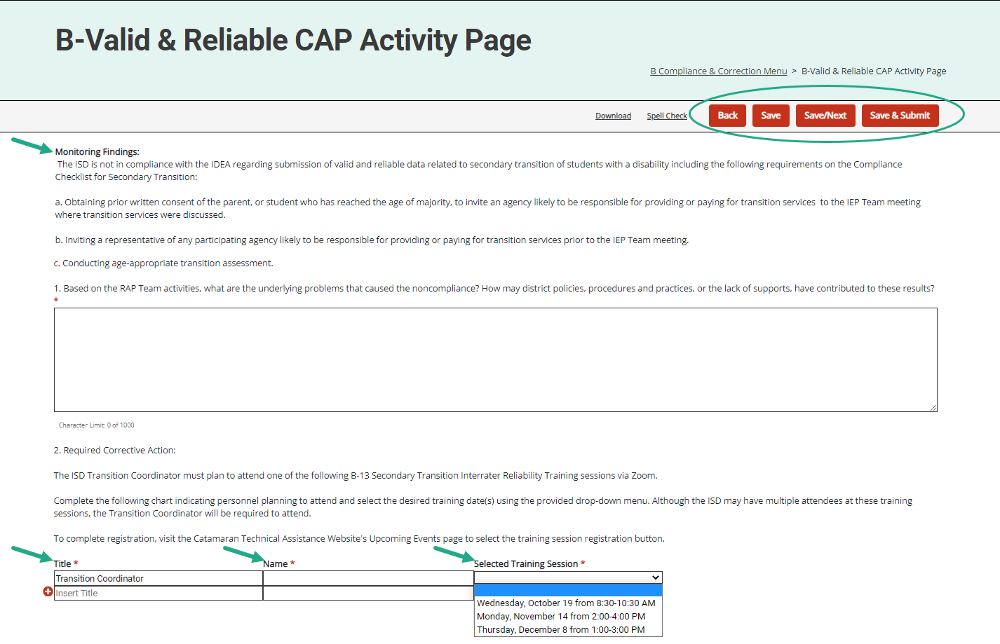 B-Valid & Reliable CAP Activity Page
B Compliance & Correction Menu > B-Valid & Reliable CAP Activity Page
Download Spell Check Back Save Save/Next Save & Submit
Monitoring Findings:
The ISD is not in compliance with the IDEA regarding submission of valid and reliable data related to secondary transition of students with a disability including the following requirements on the Compliance
Checklist for Secondary Transition:
a. Obtaining prior written consent of the parent, or student who has reached the age of majority, to invite an agency likely to be responsible for providing or paying for transition services to the IEP Team meeting
where transition services were discussed.
b. Inviting a representative of any participating agency likely to be responsible for providing or paying for transition services prior to the IEP Team meeting.
c. Conducting age-appropriate transition assessment.
1. Based on the RAP Team activities, what are the underlying problems that caused the noncompliance? How may district policies, procedures and practices, or the lack of supports, have contributed to these results?
*
Character Limit: 0 of 1000
2. Required Corrective Action:
The ISD Transition Coordinator must plan to attend one of the following B-13 Secondary Transition Interrater Reliability Training sessions via Zoom.
Complete the following chart indicating personnel planning to attend and select the desired training date(s) using the provided drop-down menu. Although the ISD may have multiple attendees at these training
sessions, the Transition Coordinator will be required to attend.
To complete registration, visit the Catamaran Technical Assistance Website's Upcoming Events page to select the training session registration button.
Title * Name * Selected Training Session *
Transition Coordinator
Insert Title
Wednesday, October 19 from 8:30-10:30 AM
Monday, November 14 from 2:00-4:00 PM
Thursday, December 8 from 1:00-3:00 PM